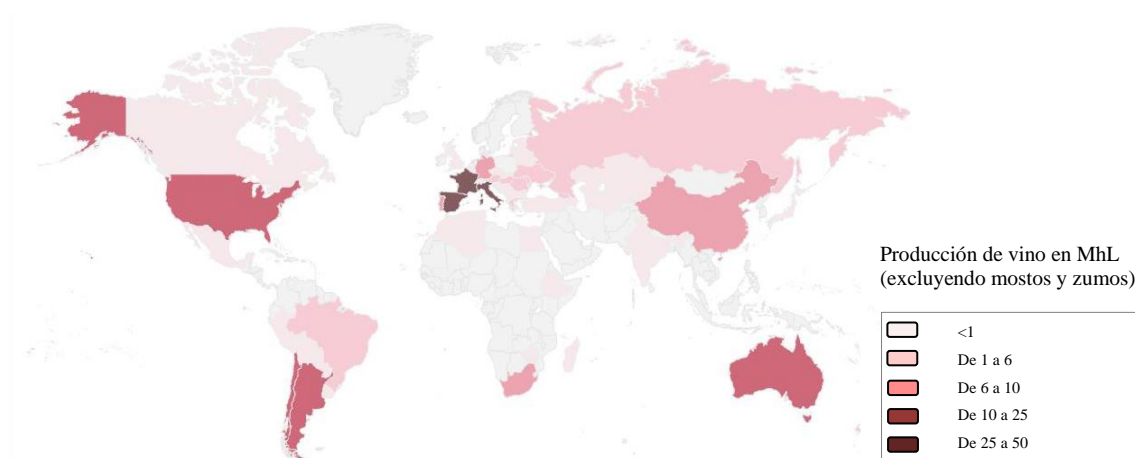 Producción de vino en MhL
(excluyendo mostos y zumos)
<1
De 1 a 6
De 6 a 10
De 10 a 25
De 25 a 50